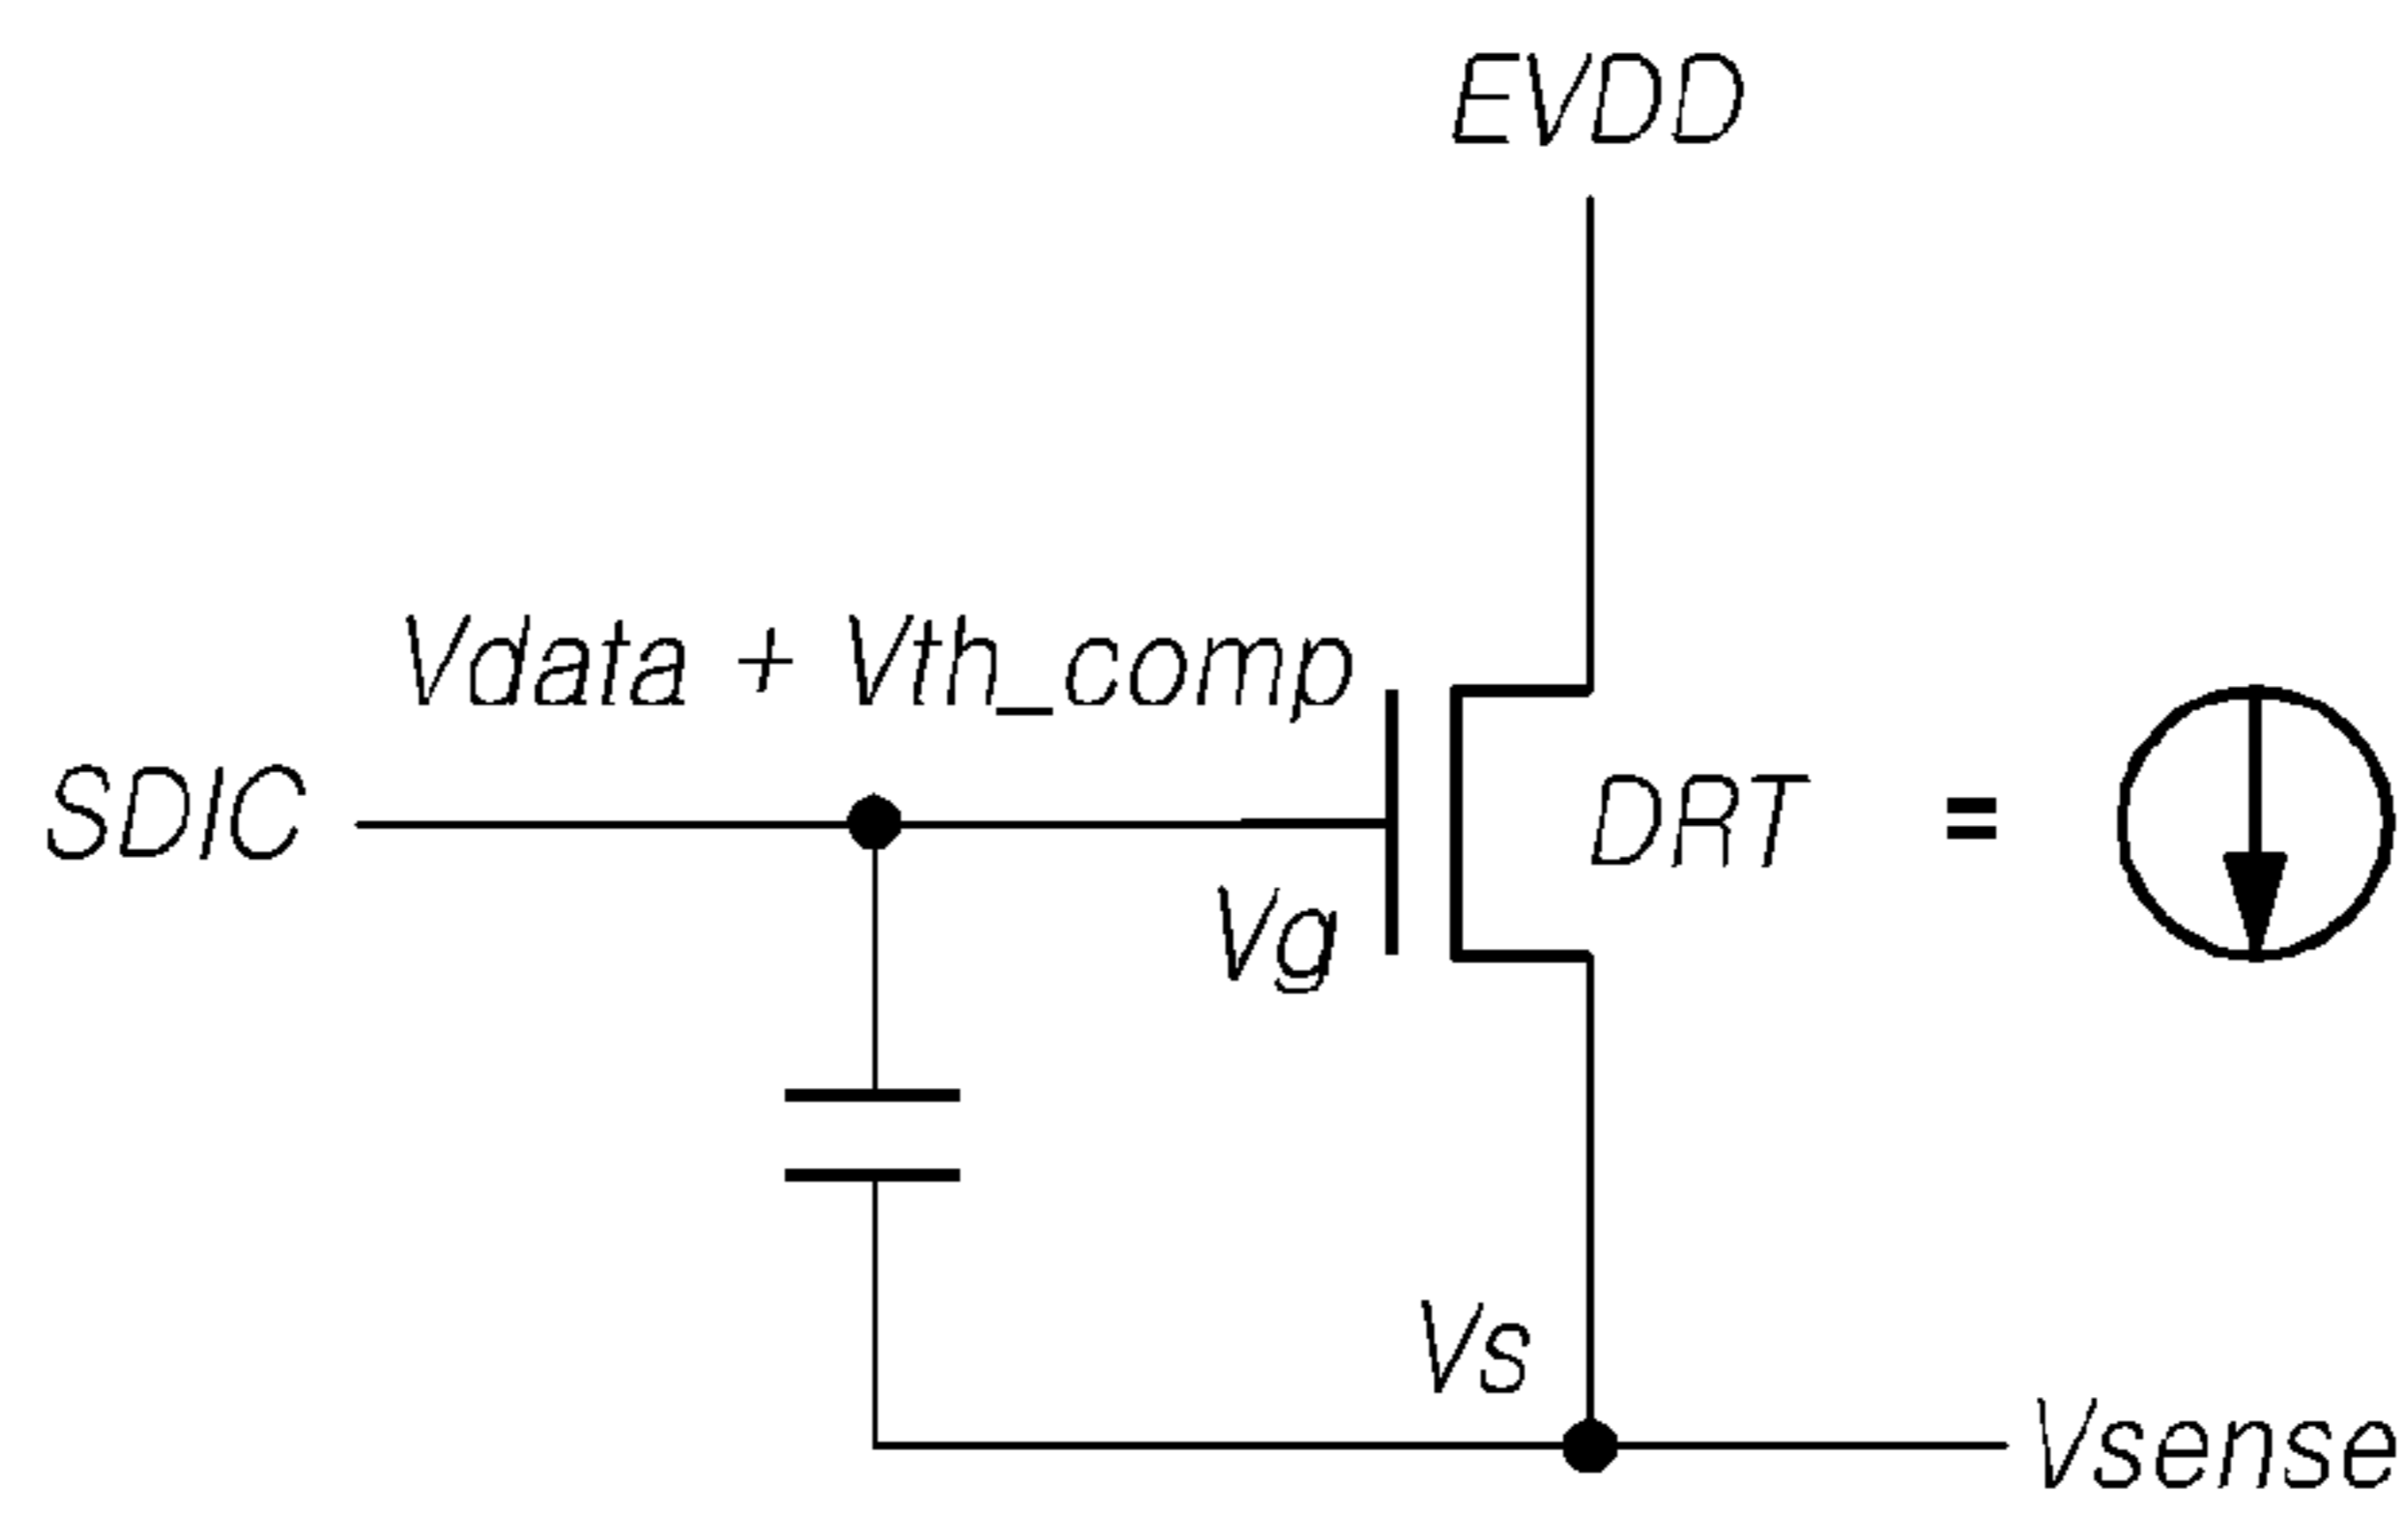 EVDD
Vdata + Vth_comp
SDIC
DRT =
Vg
Vs
Vsense